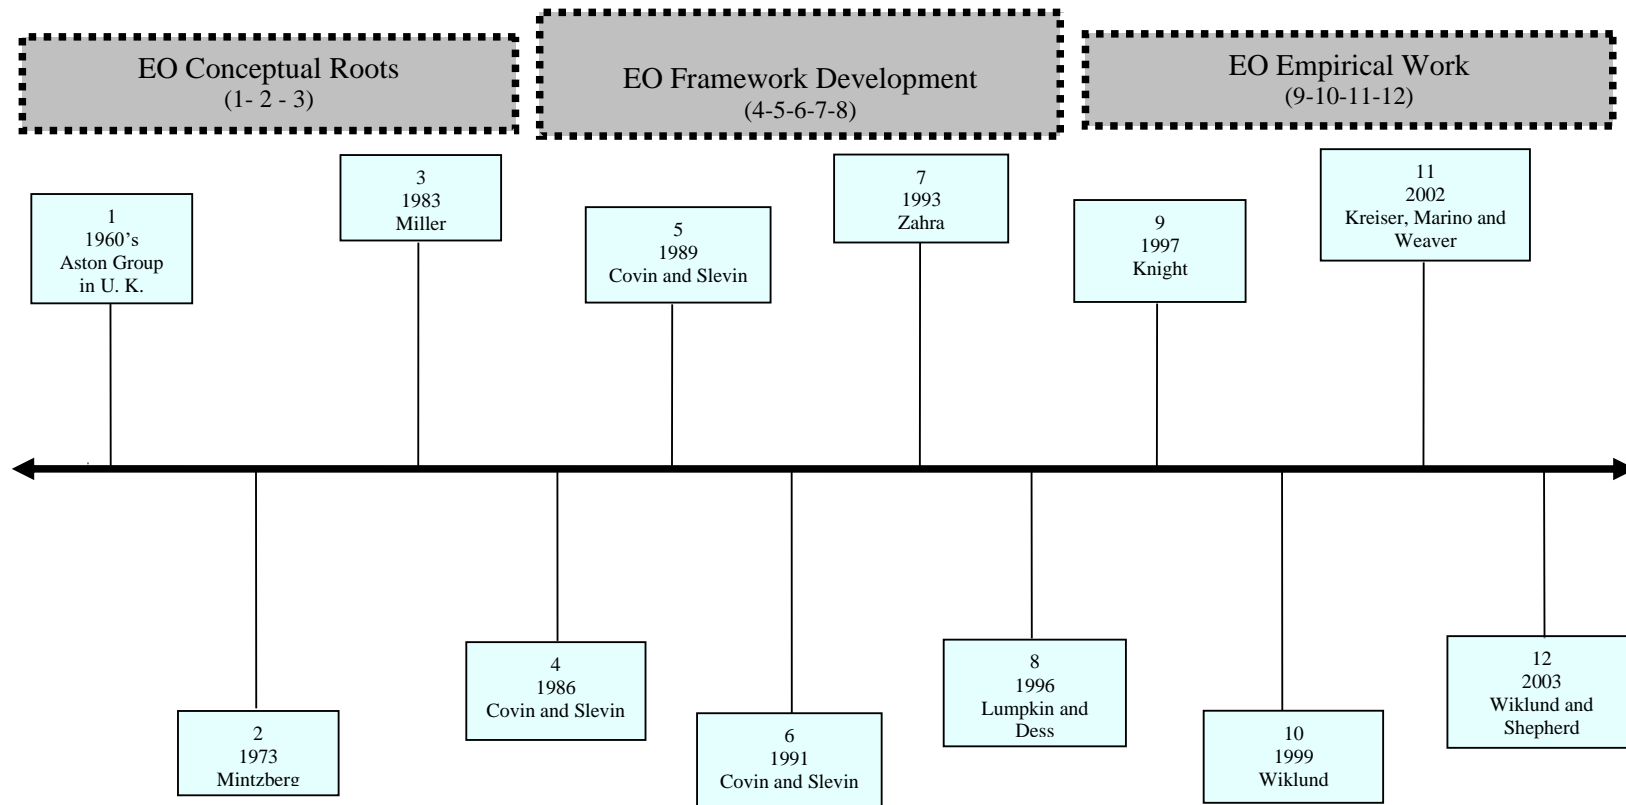 EO Conceptual Roots
(1- 2 - 3)
EO Framework Development
(4-5-6-7-8)
EO Empirical Work
(9-10-11-12)
1
1960’s
Aston Group
in U. K.
2
1973
Mintzberg
3
1983
Miller
4
1986
Covin and Slevin
5
1989
Covin and Slevin
6
1991
Covin and Slevin
7
1993
Zahra
8
1996
Lumpkin and
Dess
9
1997
Knight
10
1999
Wiklund
11
2002
Kreiser, Marino and
Weaver
12
2003
Wiklund and
Shepherd